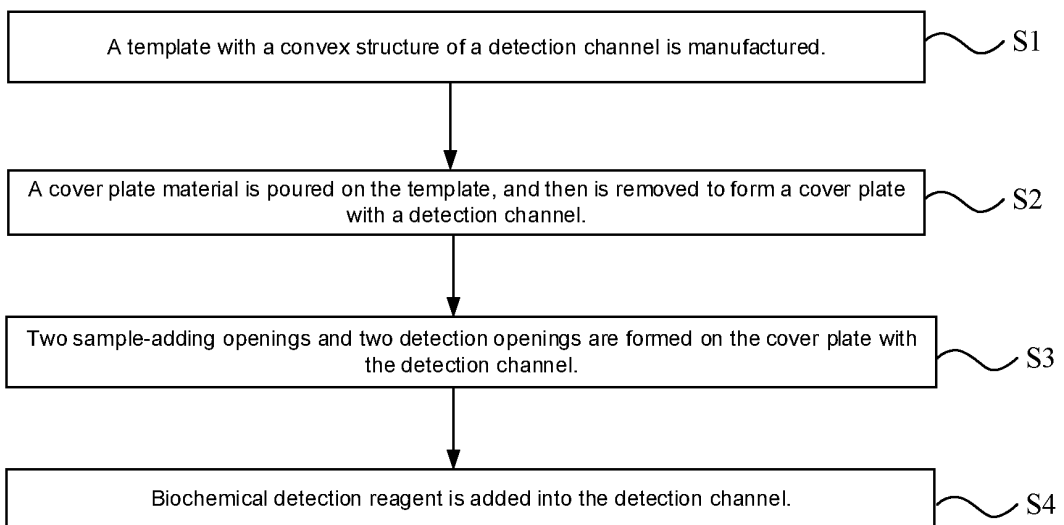 A template with a convex structure of a detection channel is manufactured.
S1
A cover plate material is poured on the template, and then is removed to form a cover plate
with a detection channel.
S2
Two sample-adding openings and two detection openings are formed on the cover plate with
the detection channel.
S3
Biochemical detection reagent is added into the detection channel.
S4